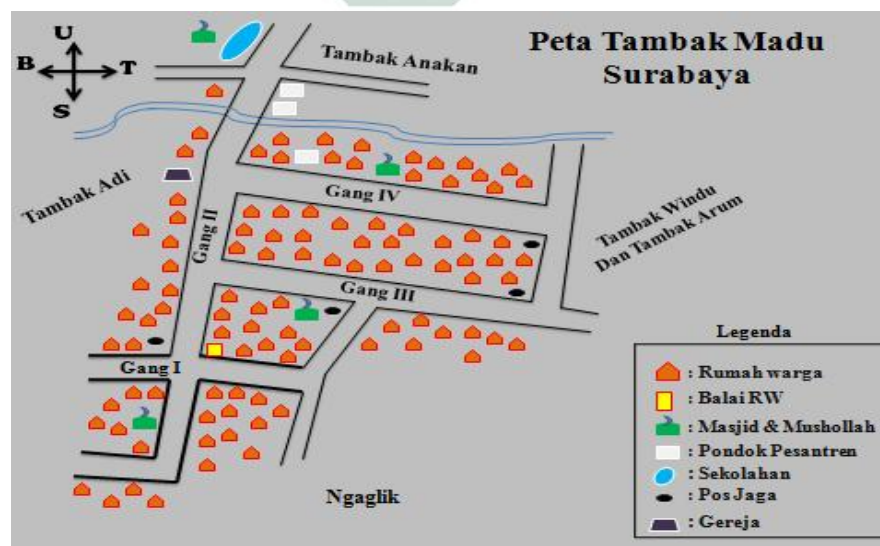 Peta Tambak Madu
Surabaya
U
B
T
S
Tambak Anakan
Tambak Adi
Gang IV
Gang II
Tambak Windu
Dan Tambak Arum
Gang III
Gang I
Ngaglik
Legenda
: Rumah warga
: Balai RW
: Masjid & Mushollah
: Pondok Pesantren
: Sekolahan
: Pos Jaga
: Gereja